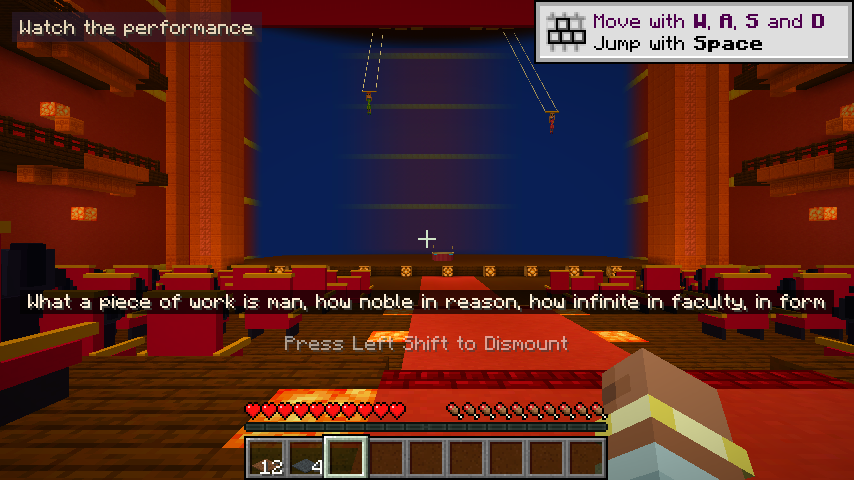 Watch the performance
Move with W, A, S and D
Jump with Space
What a piece of work is man, how noble in reason, how infinite in faculty, in form
Press Left Shift to Dismount
12 4